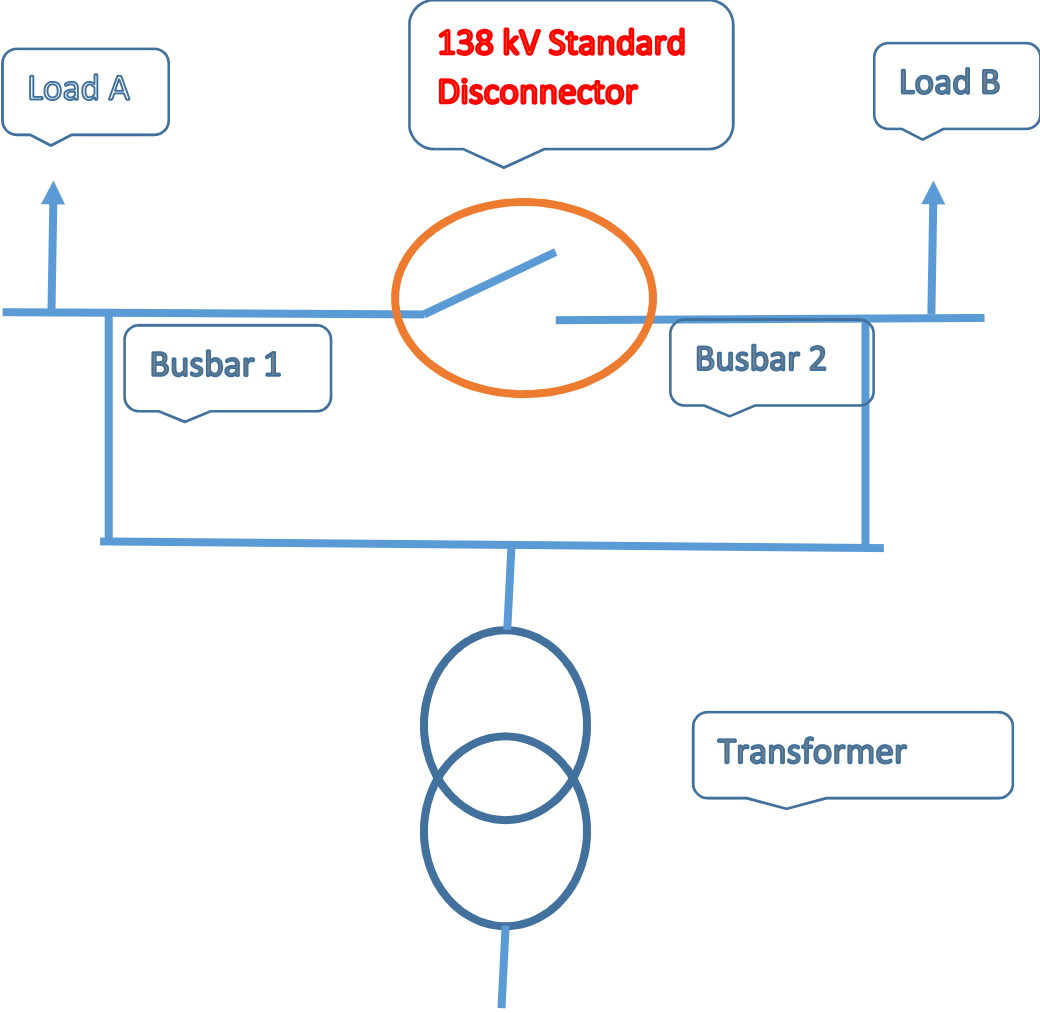 138 kV Standard
Disconnector
Load A
Load B
Busbar 1
Busbar 2
Transformer